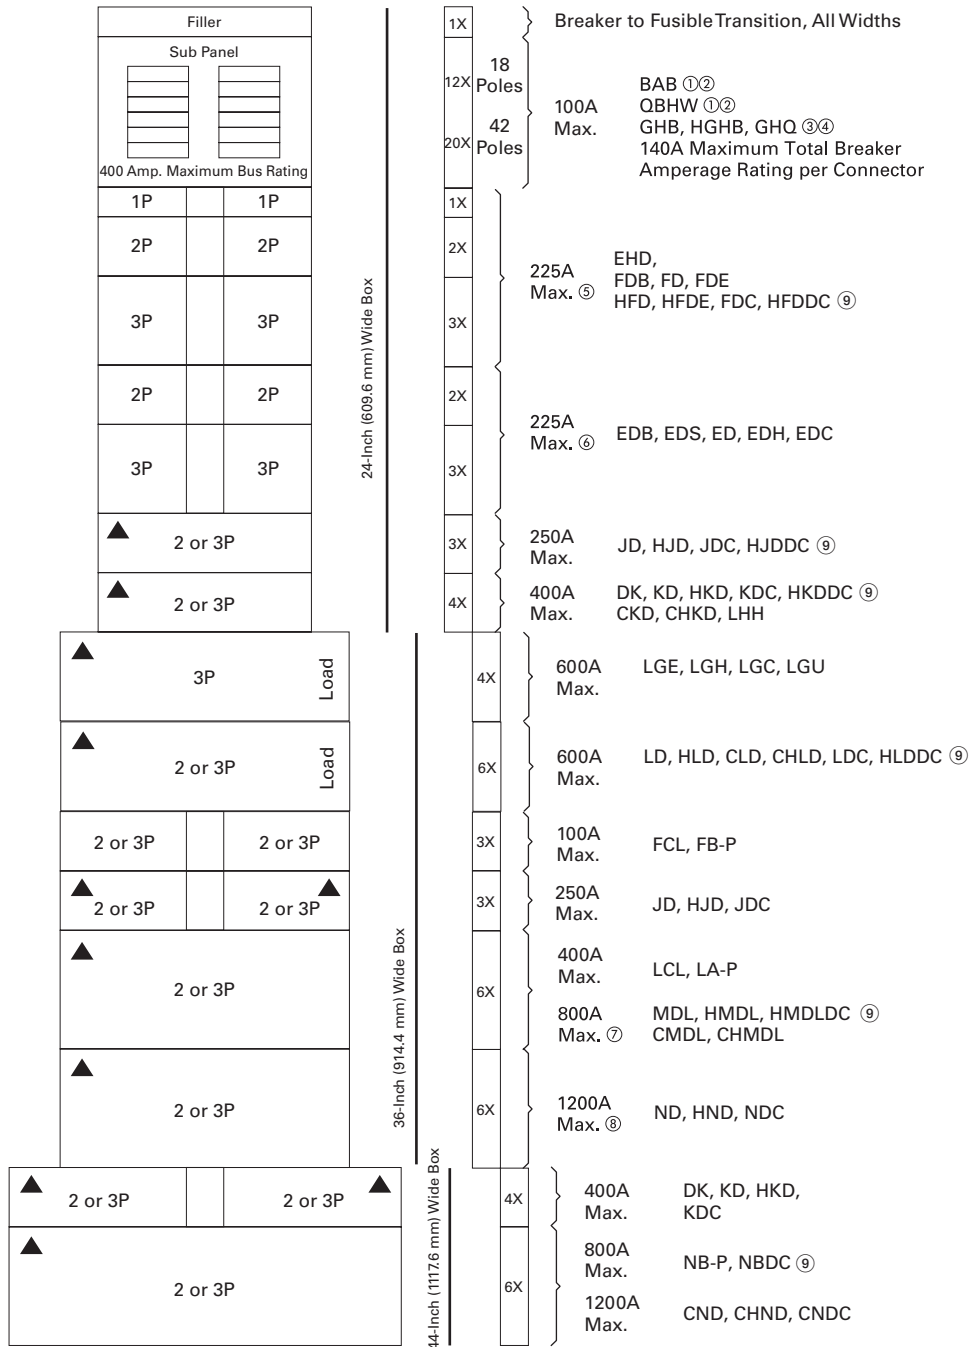 Filler
1X
Breaker to Fusible Transition, All Widths
Sub Panel
400 Amp. Maximum Bus Rating
12X
18
Poles
20X
42
Poles
100A
Max.
BAB ①②
QBHW ①②
GHB, HGHB, GHQ ③④
140A Maximum Total Breaker
Amperage Rating per Connector
1P
1P
1X
2P
2P
2X
3P
3P
3X
225A
Max. ⑤
EHD,
FDB, FD, FDE
HFD, HFDE, FDC, HFDDC ⑨
24-Inch (609.6 mm) Wide Box
2P
2P
2X
3P
3P
3X
225A
Max. ⑥
EDB, EDS, ED, EDH, EDC
2 or 3P
3X
250A
Max.
JD, HJD, JDC, HJDDC ⑨
2 or 3P
4X
400A
Max.
DK, KD, HKD, KDC, HKDDC ⑨
CKD, CHKD, LHH
3P
Load
4X
600A
Max.
LGE, LGH, LGC, LGU
2 or 3P
Load
6X
600A
Max.
LD, HLD, CLD, CHLD, LDC, HLDDC ⑨
2 or 3P
2 or 3P
3X
100A
Max.
FCL, FB-P
2 or 3P
2 or 3P
3X
250A
Max.
JD, HJD, JDC
36-Inch (914.4 mm) Wide Box
2 or 3P
6X
400A
Max.
LCL, LA-P
800A
Max. ⑦
MDL, HMDL, HMDLDC ⑨
CMDL, CHMDL
2 or 3P
6X
1200A
Max. ⑧
ND, HND, NDC
2 or 3P
2 or 3P
44-Inch (1117.6 mm) Wide Box
4X
400A
Max.
DK, KD, HKD,
KDC
2 or 3P
6X
800A
Max.
NB-P, NBDC ⑨
1200A
Max.
CND, CHND, CNDC